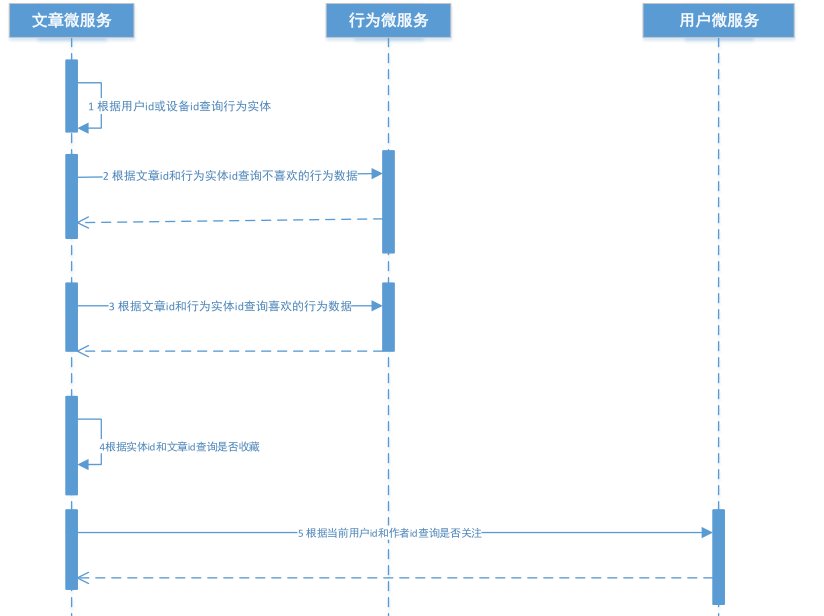 文章微服务
行为微服务
用户微服务
1 根据用户id或设备id查询行为实体
2 根据文章id和行为实体id查询不喜欢的行为数据
3 根据文章id和行为实体id查询喜欢的行为数据
4根据实体id和文章id查询是否收藏
5 根据当前用户id和作者id查询是否关注